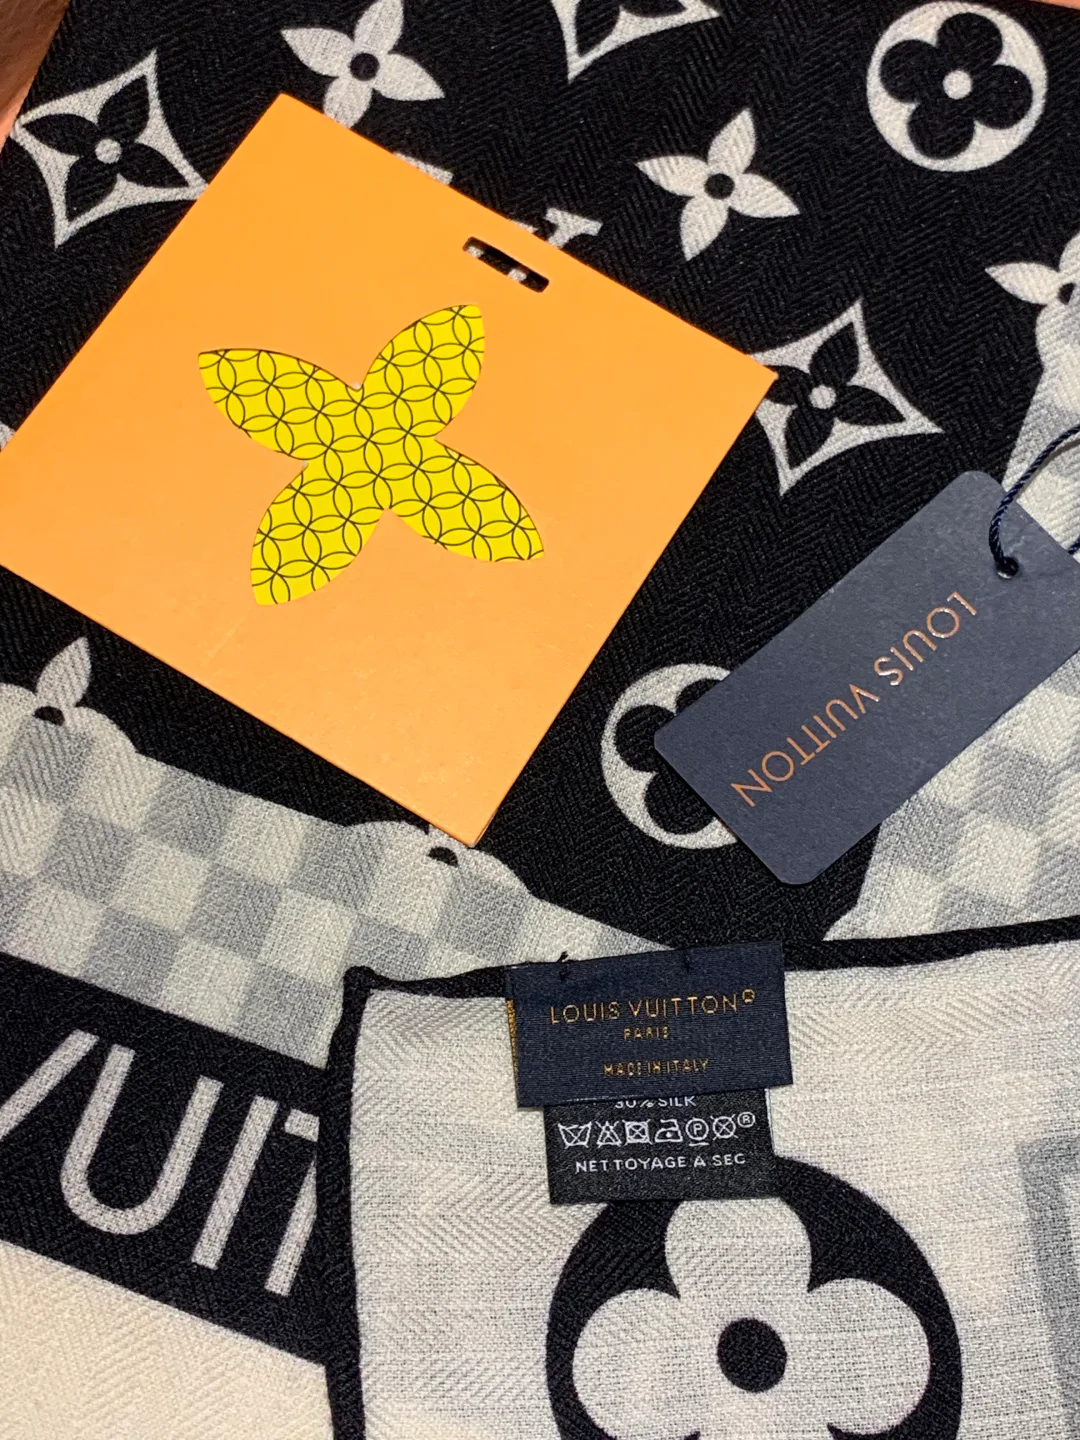 LOUIS VUITTON
LOUIS VUITTON®
PARIS
MADE IN ITALY
30% SILK
NETTOYAGE À SEC
VUIT